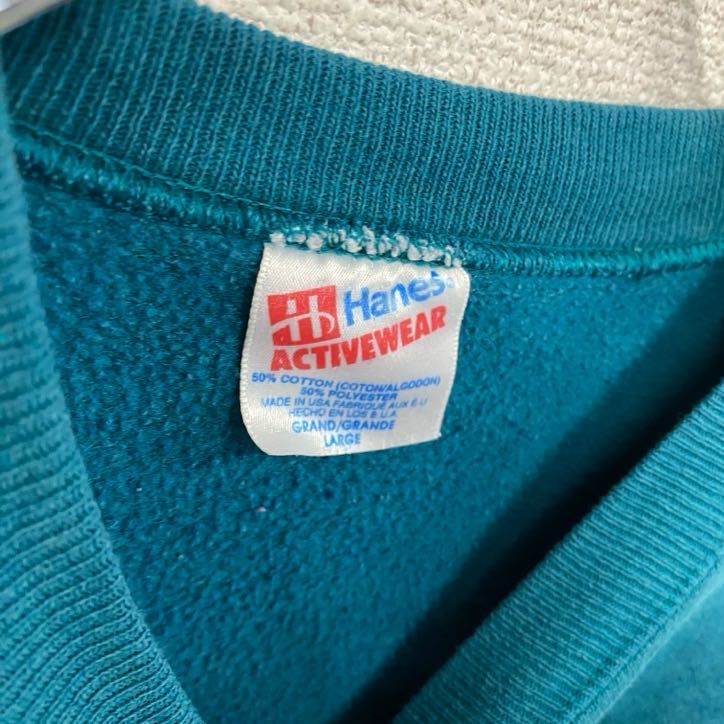 Hanes
ACTIVEWEAR
50% COTTON (COTON/ALGODON)
50% POLYESTER
MADE IN USA FABRIQUE AUX E U
HECHO EN LOS E.U.A
GRAND/GRANDE
LARGE